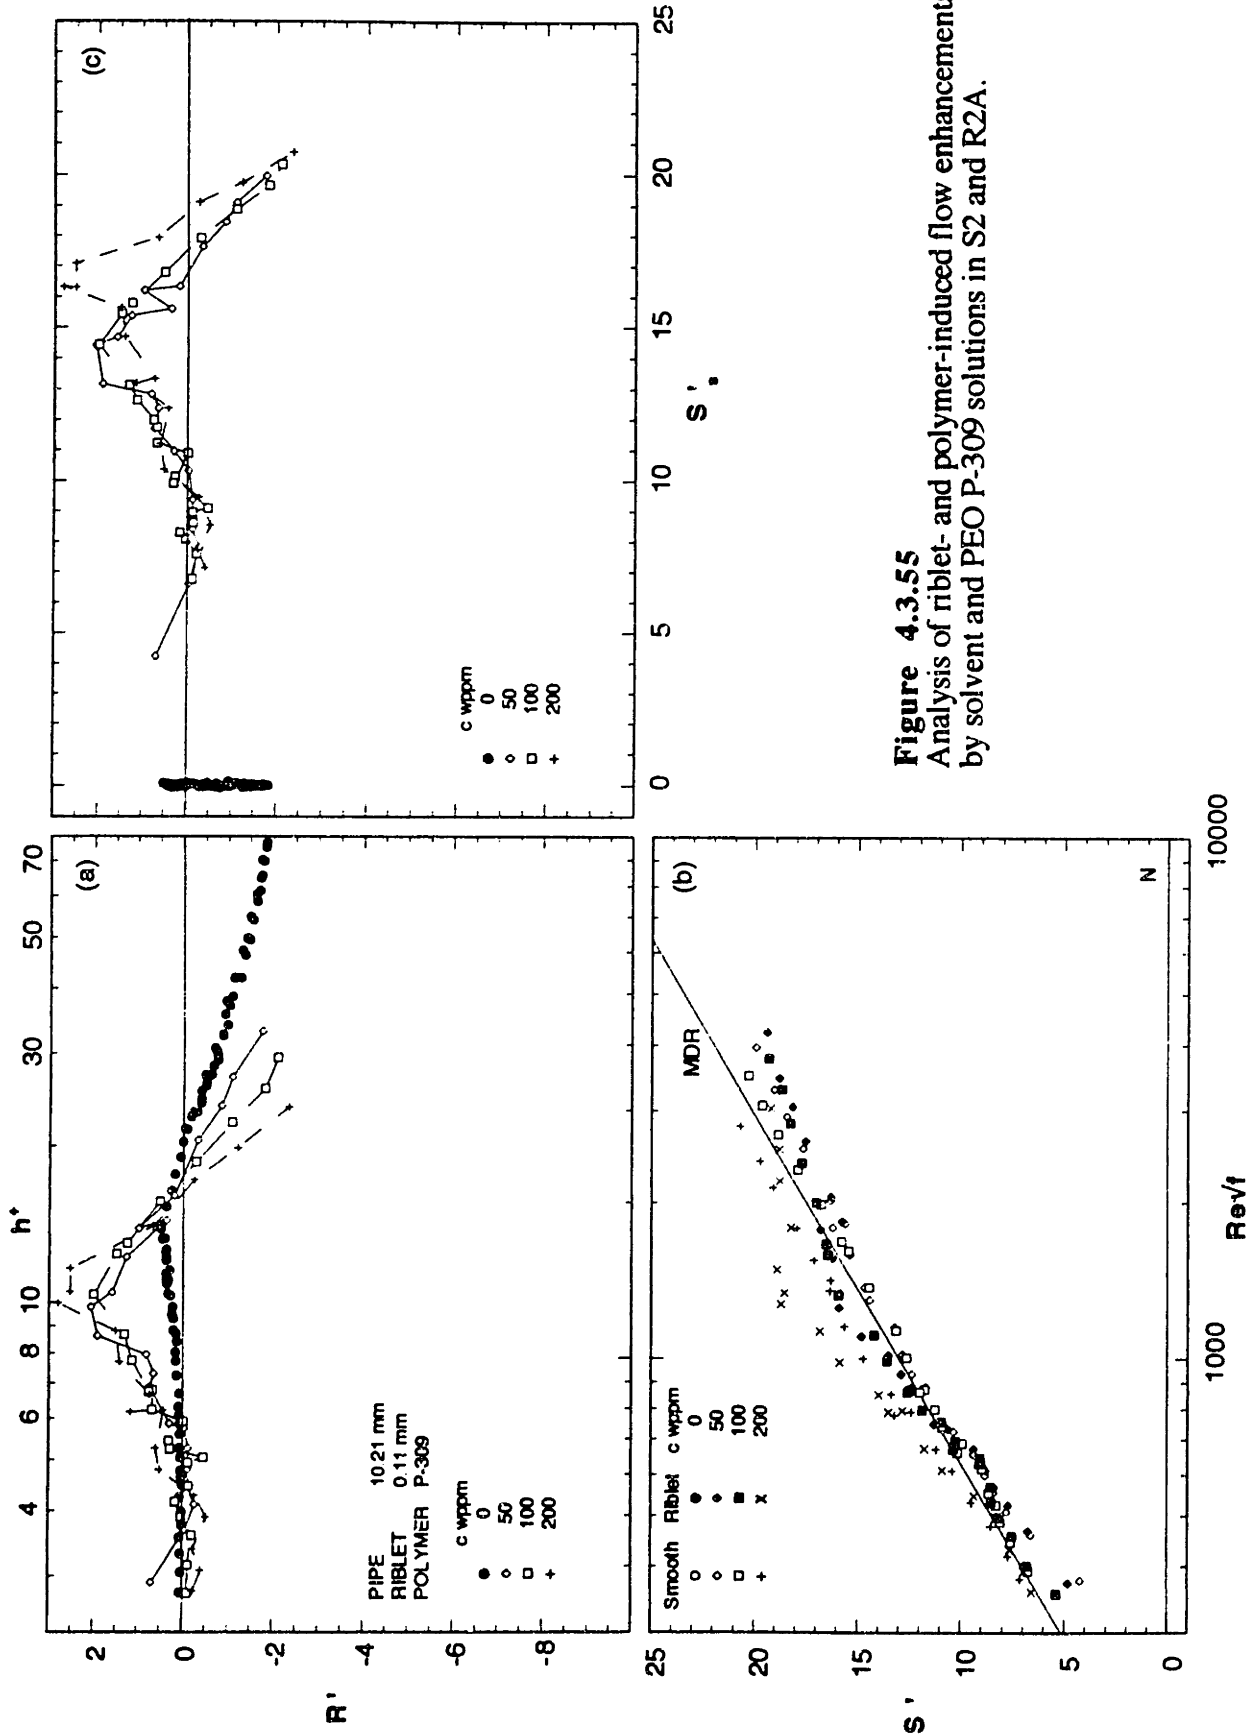 h+
4
6
8
10
30
50
70
(a)
2
0
-2
-4
-6
-8
R'
PIPE 10.21 mm
RIBLET 0.11 mm
POLYMER P-309
c wppm
0
50
100
200
(c)
c wppm
0
50
100
200
0
5
10
15
20
25
S's
(b)
25
20
15
10
5
0
S'
MDR
N
Smooth Riblet c wppm
0
50
100
200
1000
10000
Re√f
Figure 4.3.55
Analysis of riblet- and polymer-induced flow enhancement
by solvent and PEO P-309 solutions in S2 and R2A.